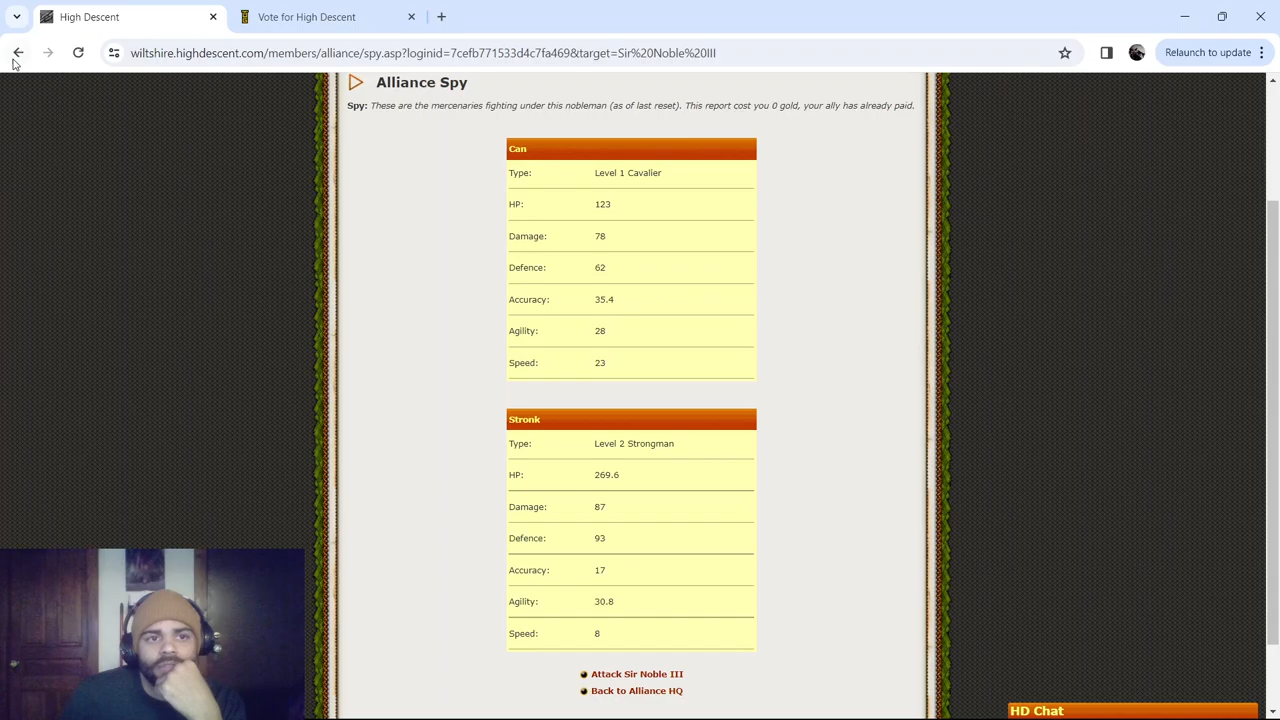 High Descent
Vote for High Descent
wiltshire.highdescent.com/members/alliance/spy.asp?loginid=7cefb771533d4c7fa469&target=Sir%20Noble%20III
Relaunch to update
Alliance Spy
Spy: These are the mercenaries fighting under this nobleman (as of last reset). This report cost you 0 gold, your ally has already paid.
Can
Type: Level 1 Cavalier
HP: 123
Damage: 78
Defence: 62
Accuracy: 35.4
Agility: 28
Speed: 23
Stronk
Type: Level 2 Strongman
HP: 269.6
Damage: 87
Defence: 93
Accuracy: 17
Agility: 30.8
Speed: 8
Attack Sir Noble III
Back to Alliance HQ
HD Chat